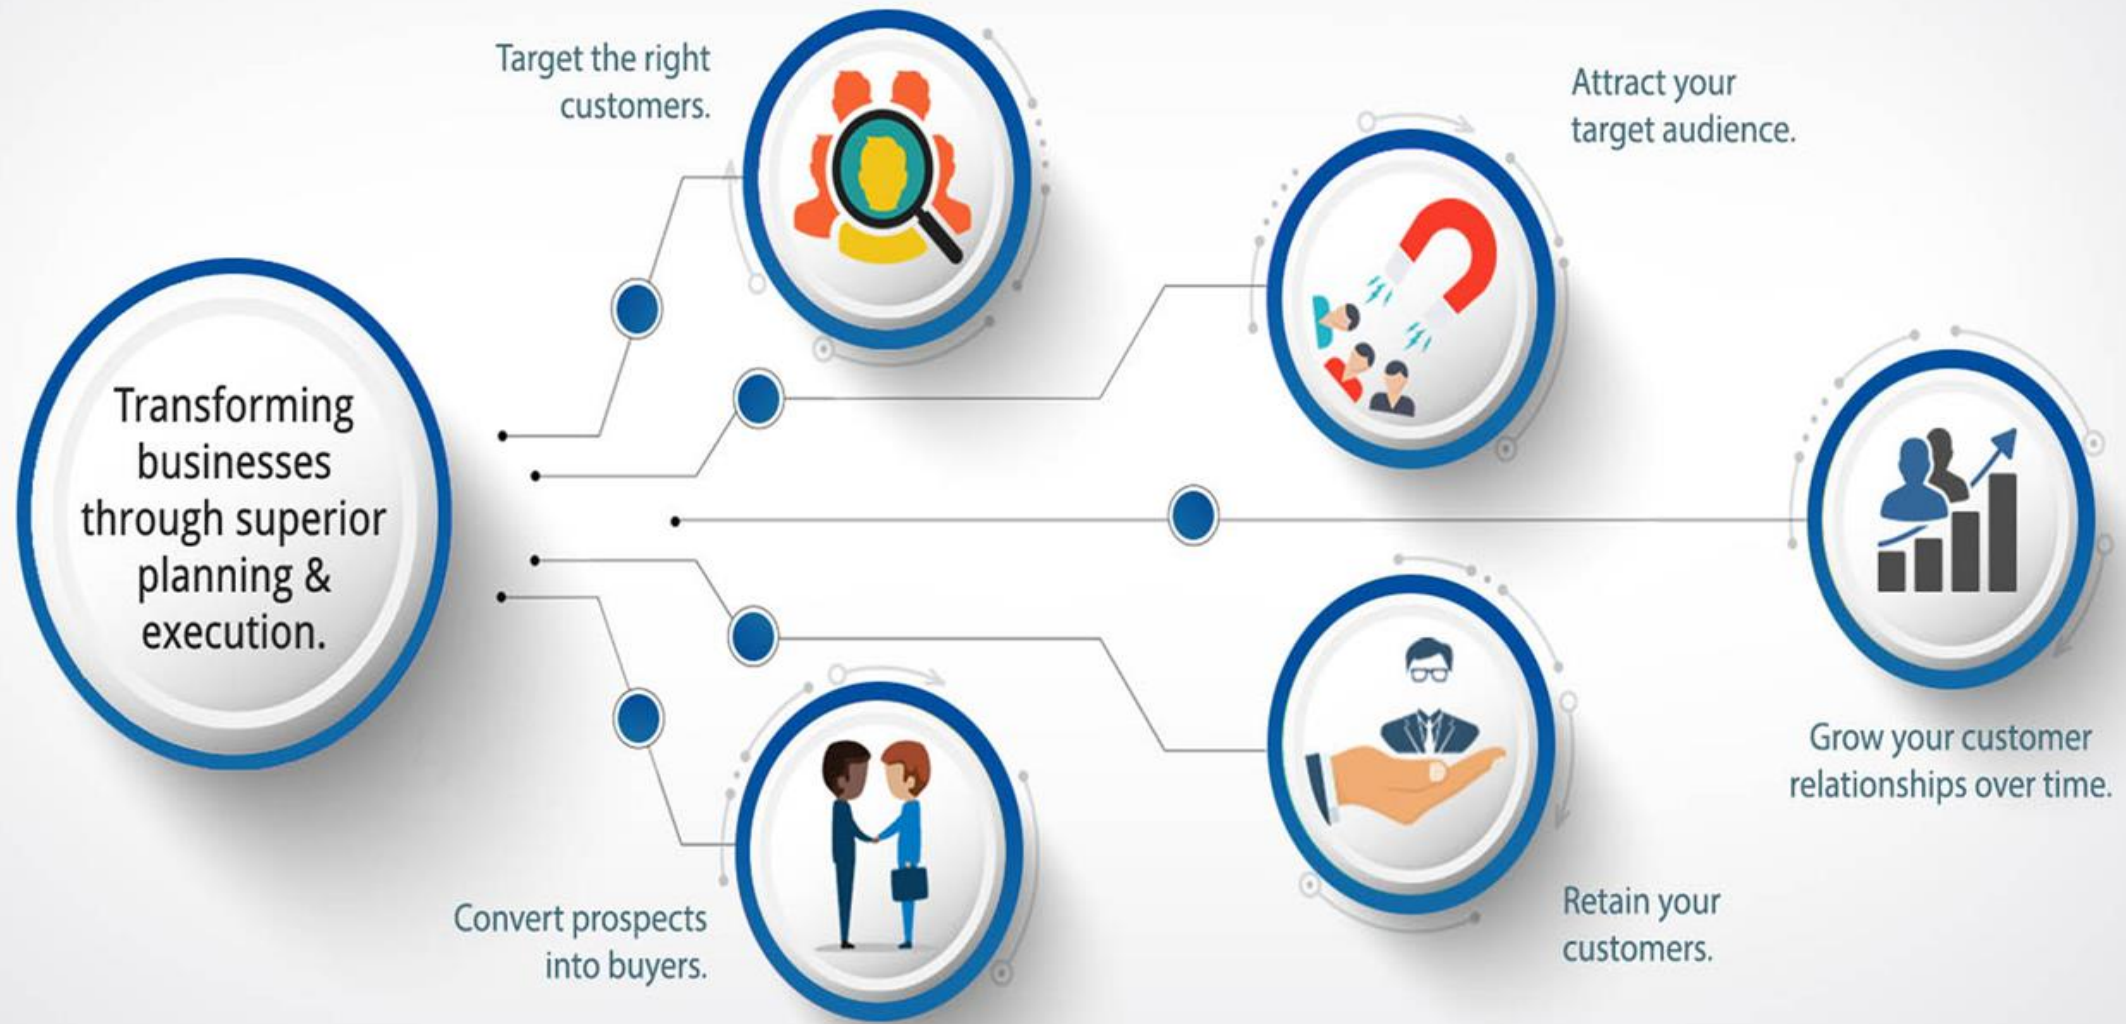 Transforming
businesses
through superior
planning &
execution.
Target the right
customers.
Attract your
target audience.
Grow your customer
relationships over time.
Retain your
customers.
Convert prospects
into buyers.